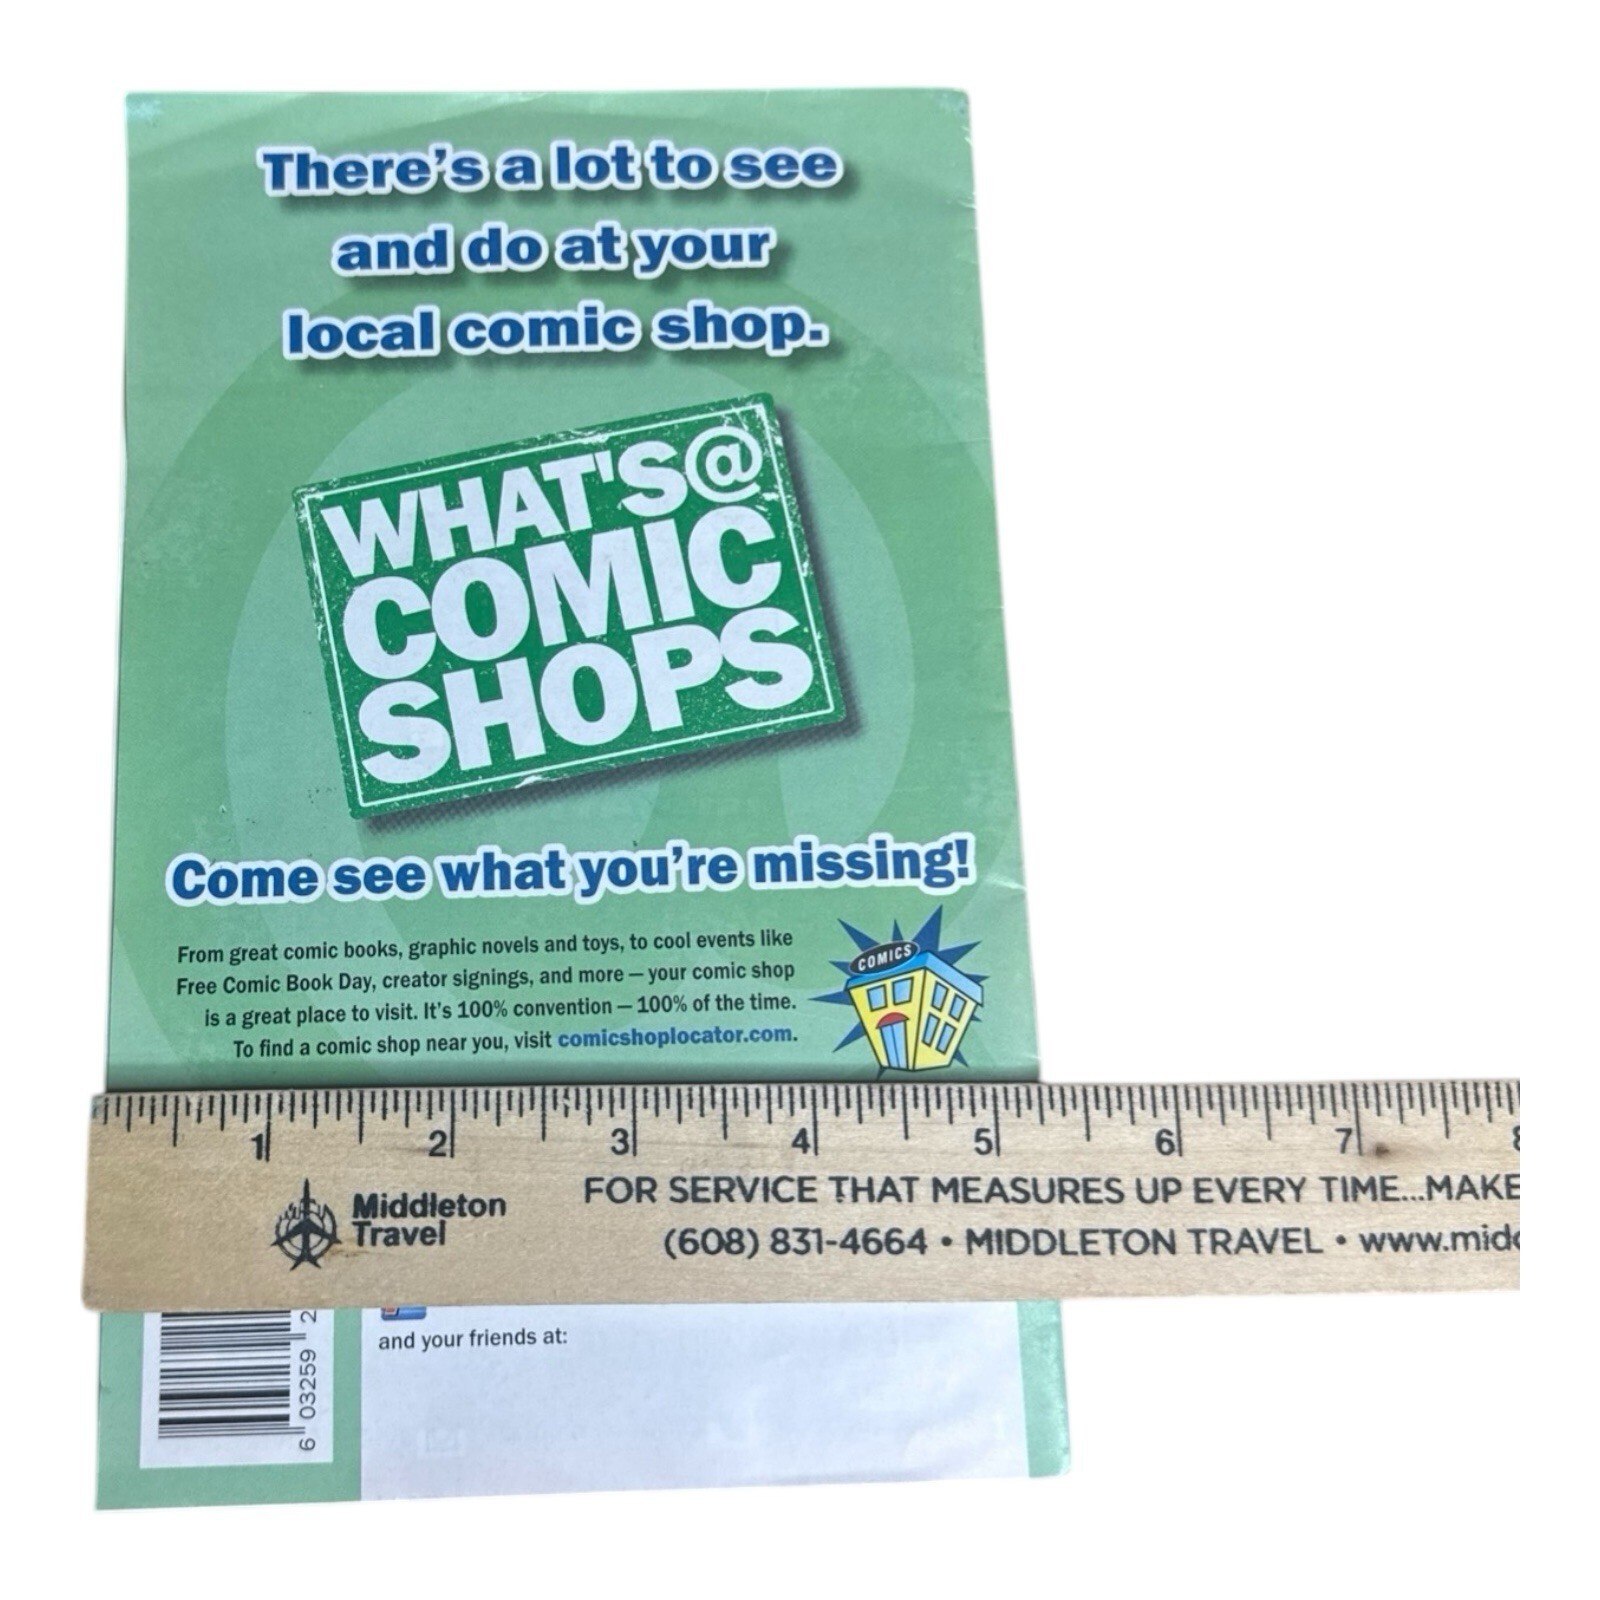 There's a lot to see
and do at your
local comic shop.
WHAT'S@
COMIC
SHOPS
Come see what you're missing!
From great comic books, graphic novels and toys, to cool events like
Free Comic Book Day, creator signings, and more — your comic shop
is a great place to visit. It's 100% convention — 100% of the time.
To find a comic shop near you, visit comicshoplocator.com.
COMICS
1 2 3 4 5 6 7
Middleton
Travel
FOR SERVICE THAT MEASURES UP EVERY TIME...MAKE
(608) 831-4664 • MIDDLETON TRAVEL • www.mid
and your friends at:
6 03259 2